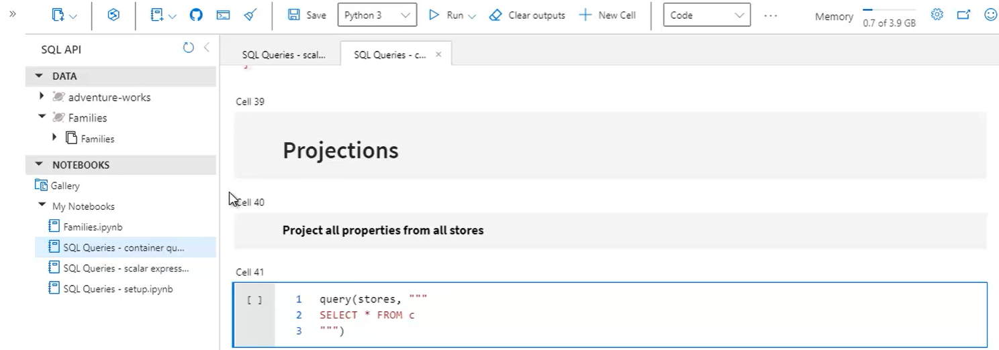 Save
Python 3
Run
Clear outputs
New Cell
Code
Memory
0.7 of 3.9 GB
SQL API
SQL Queries - scal...
SQL Queries - c...
DATA
adventure-works
Families
Families
NOTEBOOKS
Gallery
My Notebooks
Families.ipynb
SQL Queries - container qu...
SQL Queries - scalar express...
SQL Queries - setup.ipynb
Cell 39
Projections
Cell 40
Project all properties from all stores
Cell 41
[ ]
1 query(stores, """
2 SELECT * FROM c
3 """)